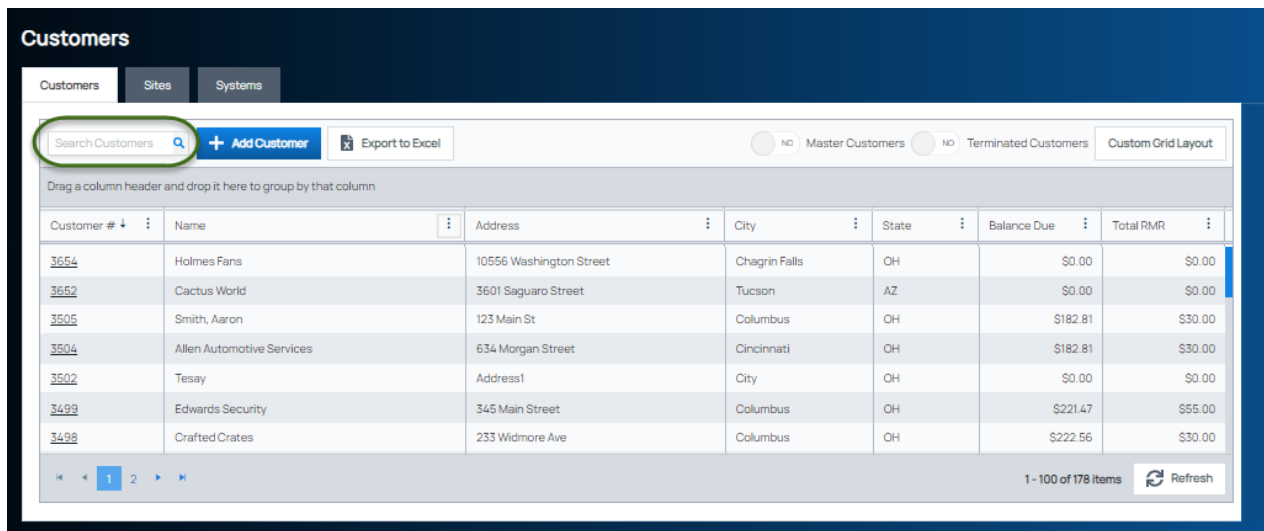 Customers
Customers Sites Systems
Search Customers + Add Customer Export to Excel NO Master Customers NO Terminated Customers Custom Grid Layout
Drag a column header and drop it here to group by that column
Customer # ↓ Name Address City State Balance Due Total RMR
3654 Holmes Fans 10556 Washington Street Chagrin Falls OH $0.00 $0.00
3652 Cactus World 3601 Saguaro Street Tucson AZ $0.00 $0.00
3505 Smith, Aaron 123 Main St Columbus OH $182.81 $30.00
3504 Allen Automotive Services 634 Morgan Street Cincinnati OH $182.81 $30.00
3502 Tesay Address1 City OH $0.00 $0.00
3499 Edwards Security 345 Main Street Columbus OH $221.47 $55.00
3498 Crafted Crates 233 Widmore Ave Columbus OH $222.56 $30.00
1 2 1 - 100 of 178 items Refresh